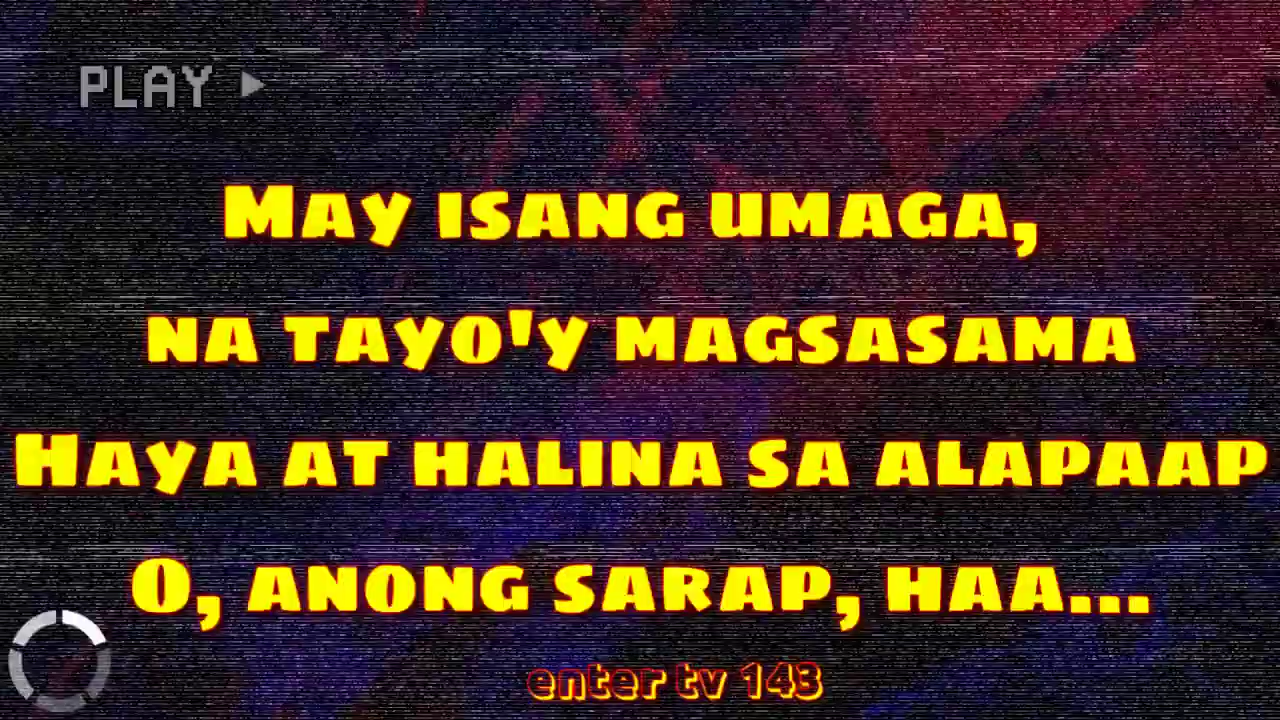 PLAY
May isang umaga,
na tayo'y magsasama
Haya at halina sa alapaap
O, anong sarap, haa...
enter tv 143